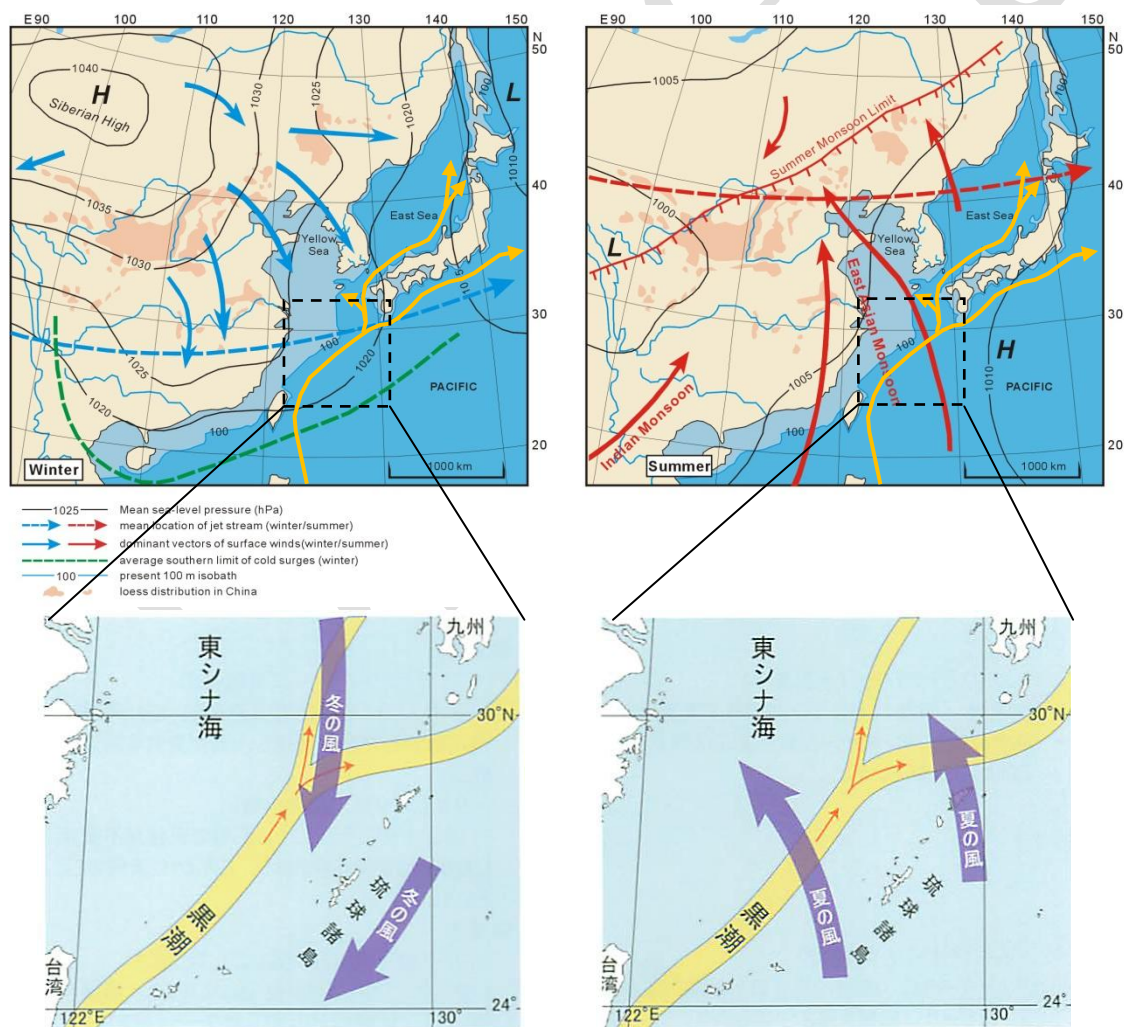 E90 100 110 120 130 140 150
N
50
40
30
20
1040
H
Siberian High
1030
1025
1020
L
1010
1035
1030
1015
East Sea
Yellow
Sea
100
1025
1020
1020
100
100
PACIFIC
Winter
1000 km
E90 100 110 120 130 140 150
N
50
40
30
20
1005
Summer Monsoon Limit
100
1000
L
East Sea
Yellow
Sea
East Asian Monsoon
100
H
1010
1005
PACIFIC
Indian Monsoon
100
Summer
1000 km
1025 Mean sea-level pressure (hPa)
mean location of jet stream (winter/summer)
dominant vectors of surface winds(winter/summer)
average southern limit of cold surges (winter)
100 present 100 m isobath
loess distribution in China
東シナ海
九州
30°N
冬の風
冬の風
琉球諸島
黒潮
台湾
122°E
130°
24°
東シナ海
九州
30°N
夏の風
夏の風
琉球諸島
黒潮
台湾
122°E
130°
24°